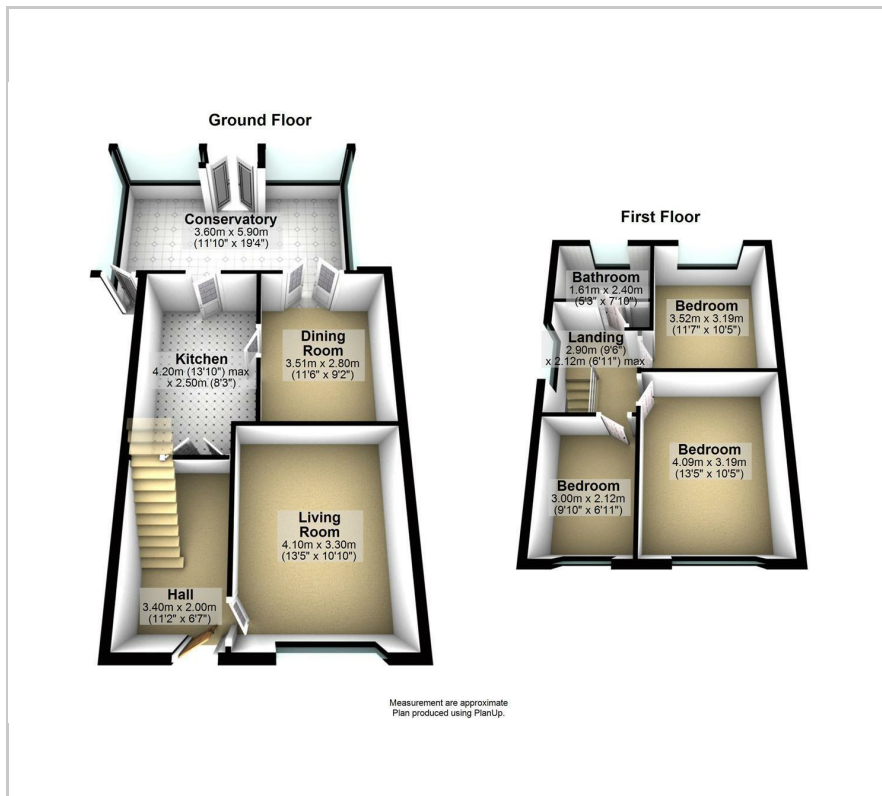 Ground Floor
Conservatory
3.60m x 5.90m
(11'10" x 19'4")
Kitchen
4.20m (13'10") max
x 2.50m (8'3")
Dining
Room
3.51m x 2.80m
(11'6" x 9'2")
Living
Room
4.10m x 3.30m
(13'5" x 10'10")
Hall
3.40m x 2.00m
(11'2" x 6'7")
First Floor
Bathroom
1.61m x 2.40m
(5'3" x 7'10")
Bedroom
3.52m x 3.19m
(11'7" x 10'5")
Landing
2.90m (9'6")
x 2.12m (6'11") max
Bedroom
4.09m x 3.19m
(13'5" x 10'5")
Bedroom
3.00m x 2.12m
(9'10" x 6'11")
Measurement are approximate
Plan produced using PlanUp.